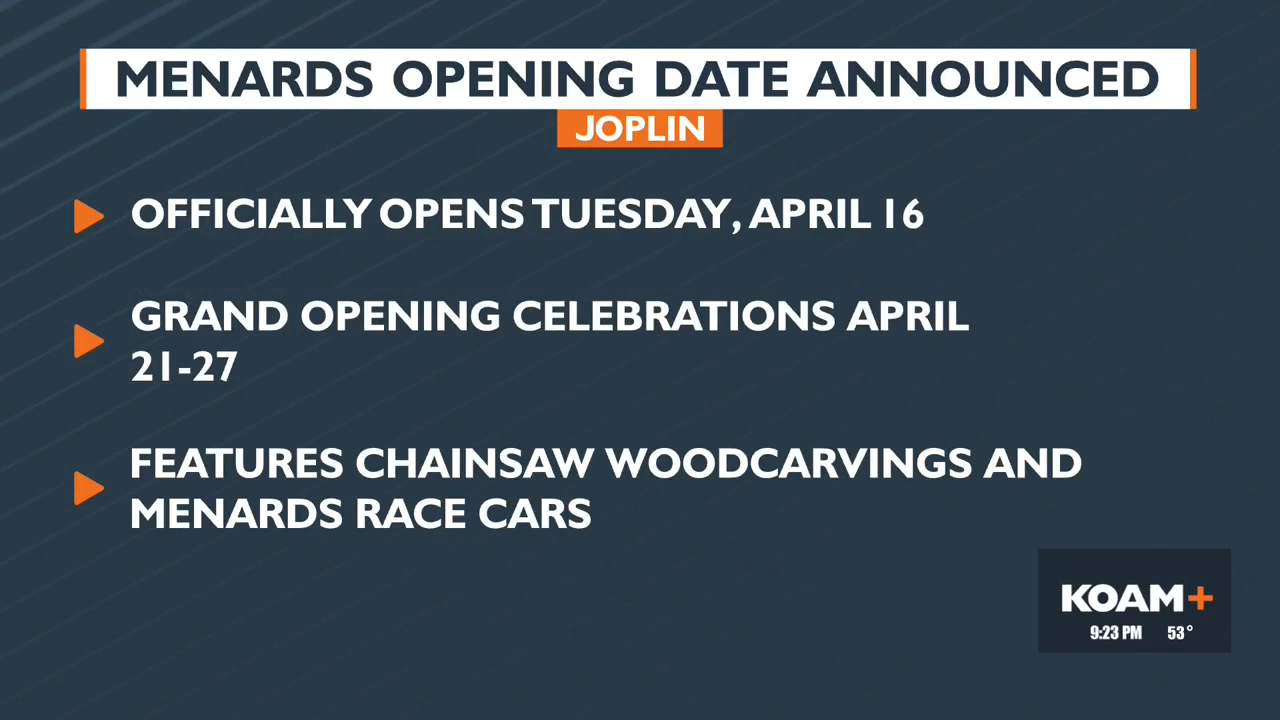 MENARDS OPENING DATE ANNOUNCED
JOPLIN
OFFICIALLY OPENS TUESDAY, APRIL 16
GRAND OPENING CELEBRATIONS APRIL
21-27
FEATURES CHAINSAW WOODCARVINGS AND
MENARDS RACE CARS
KOAM+
9:23 PM 53°